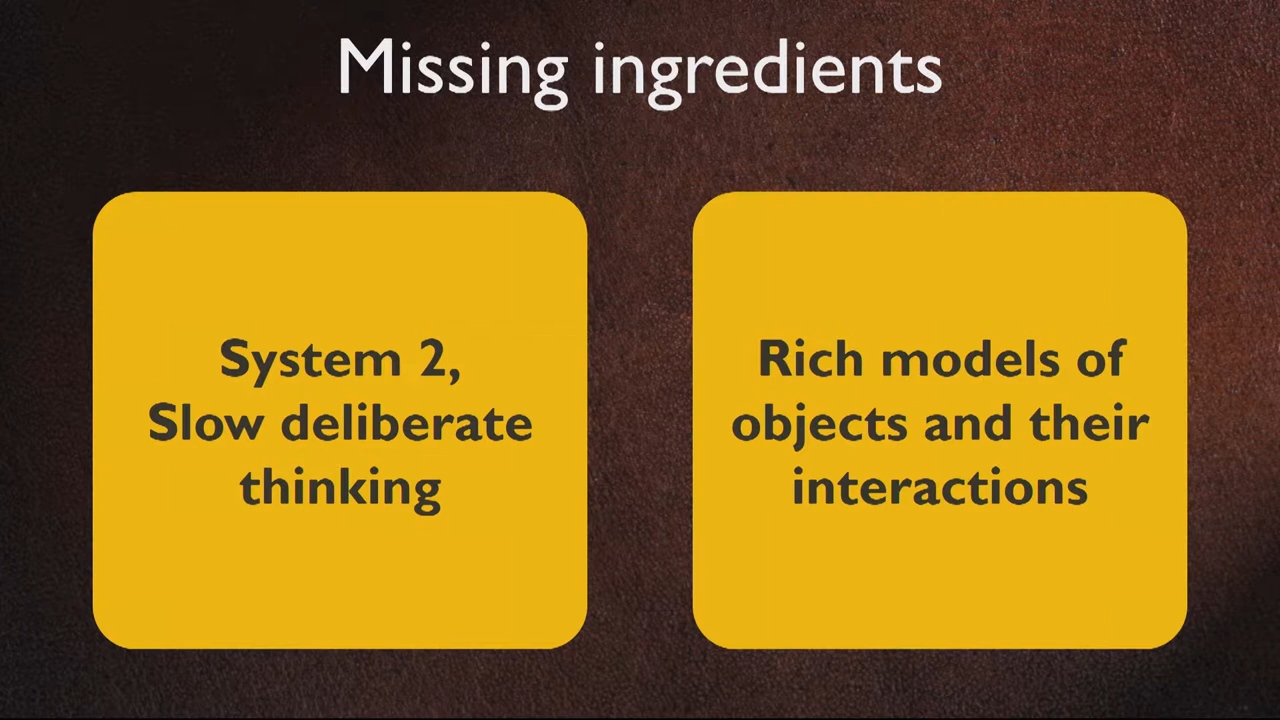 Missing ingredients
System 2,
Slow deliberate
thinking
Rich models of
objects and their
interactions